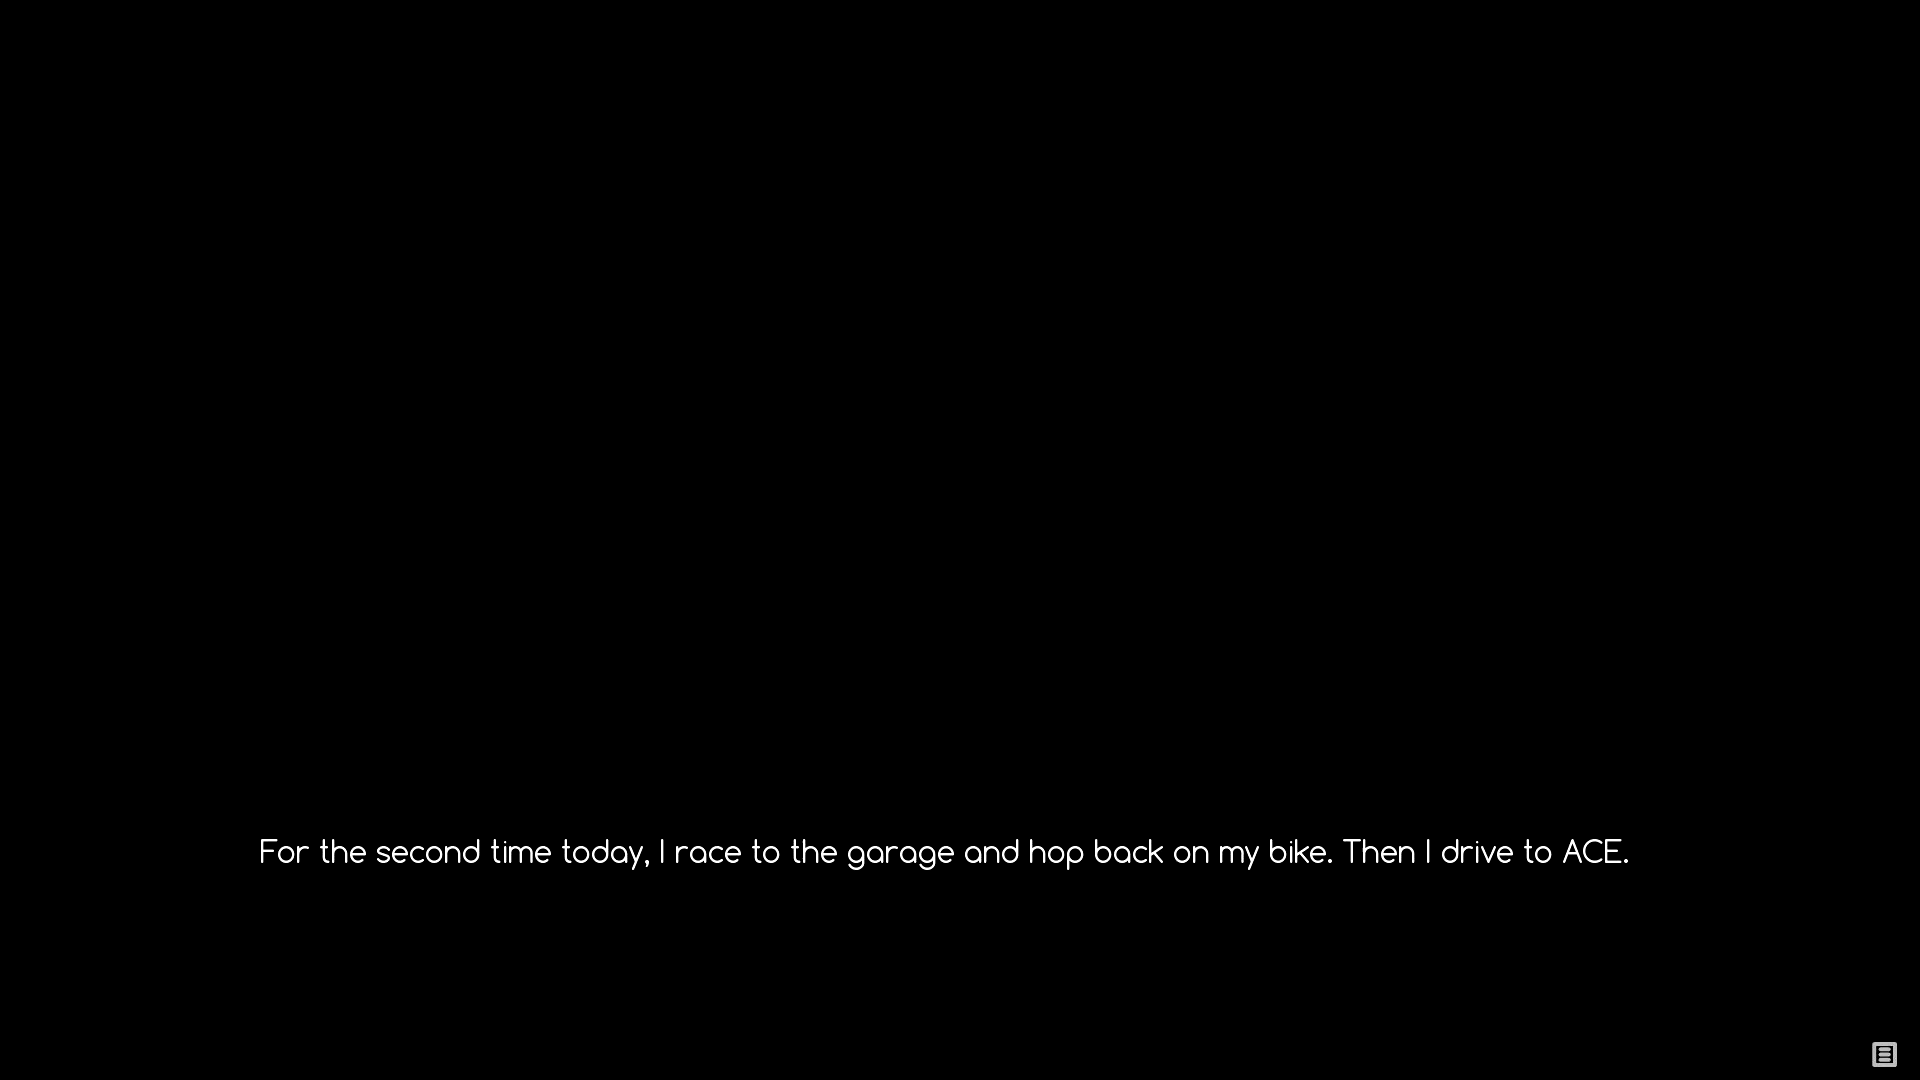 For the second time today, I race to the garage and hop back on my bike. Then I drive to ACE.